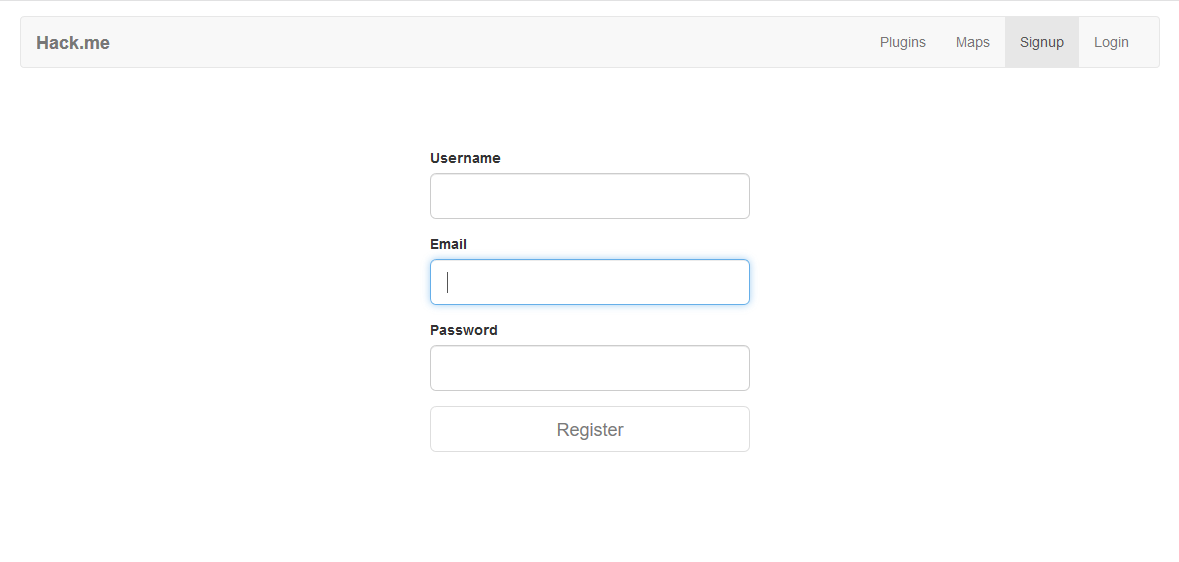 Hack.me Plugins Maps Signup Login
Username
Email
Password
Register